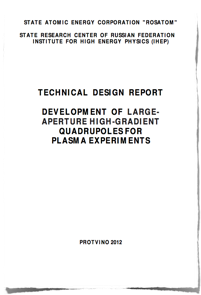 STATE ATOMIC ENERGY CORPORATION "ROSATOM"
STATE RESEARCH CENTER OF RUSSIAN FEDERATION
INSTITUTE FOR HIGH ENERGY PHYSICS (IHEP)
TECHNICAL DESIGN REPORT
DEVELOPMENT OF LARGE-
APERTURE HIGH-GRADIENT
QUADRUPOLES FOR
PLASMA EXPERIMENTS
PROTVINO 2012